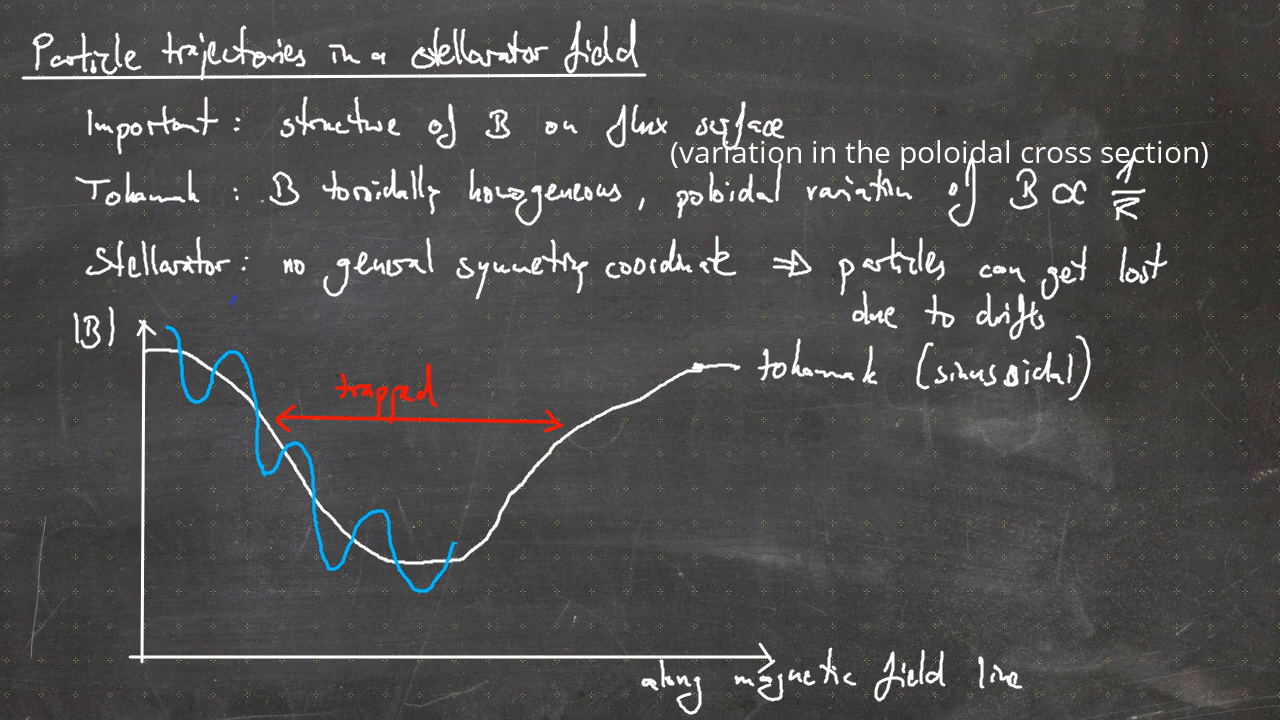 Particle trajectories in a stellarator field
Important: structure of B on flux surface
(variation in the poloidal cross section)
Tokamak: B toroidally homogeneous, poloidal variation of B ∝ 1/R
Stellarator: no general symmetry coordinate ⇒ particles can get lost
due to drifts
|B|
tokamak (sinusoidal)
trapped
along magnetic field line